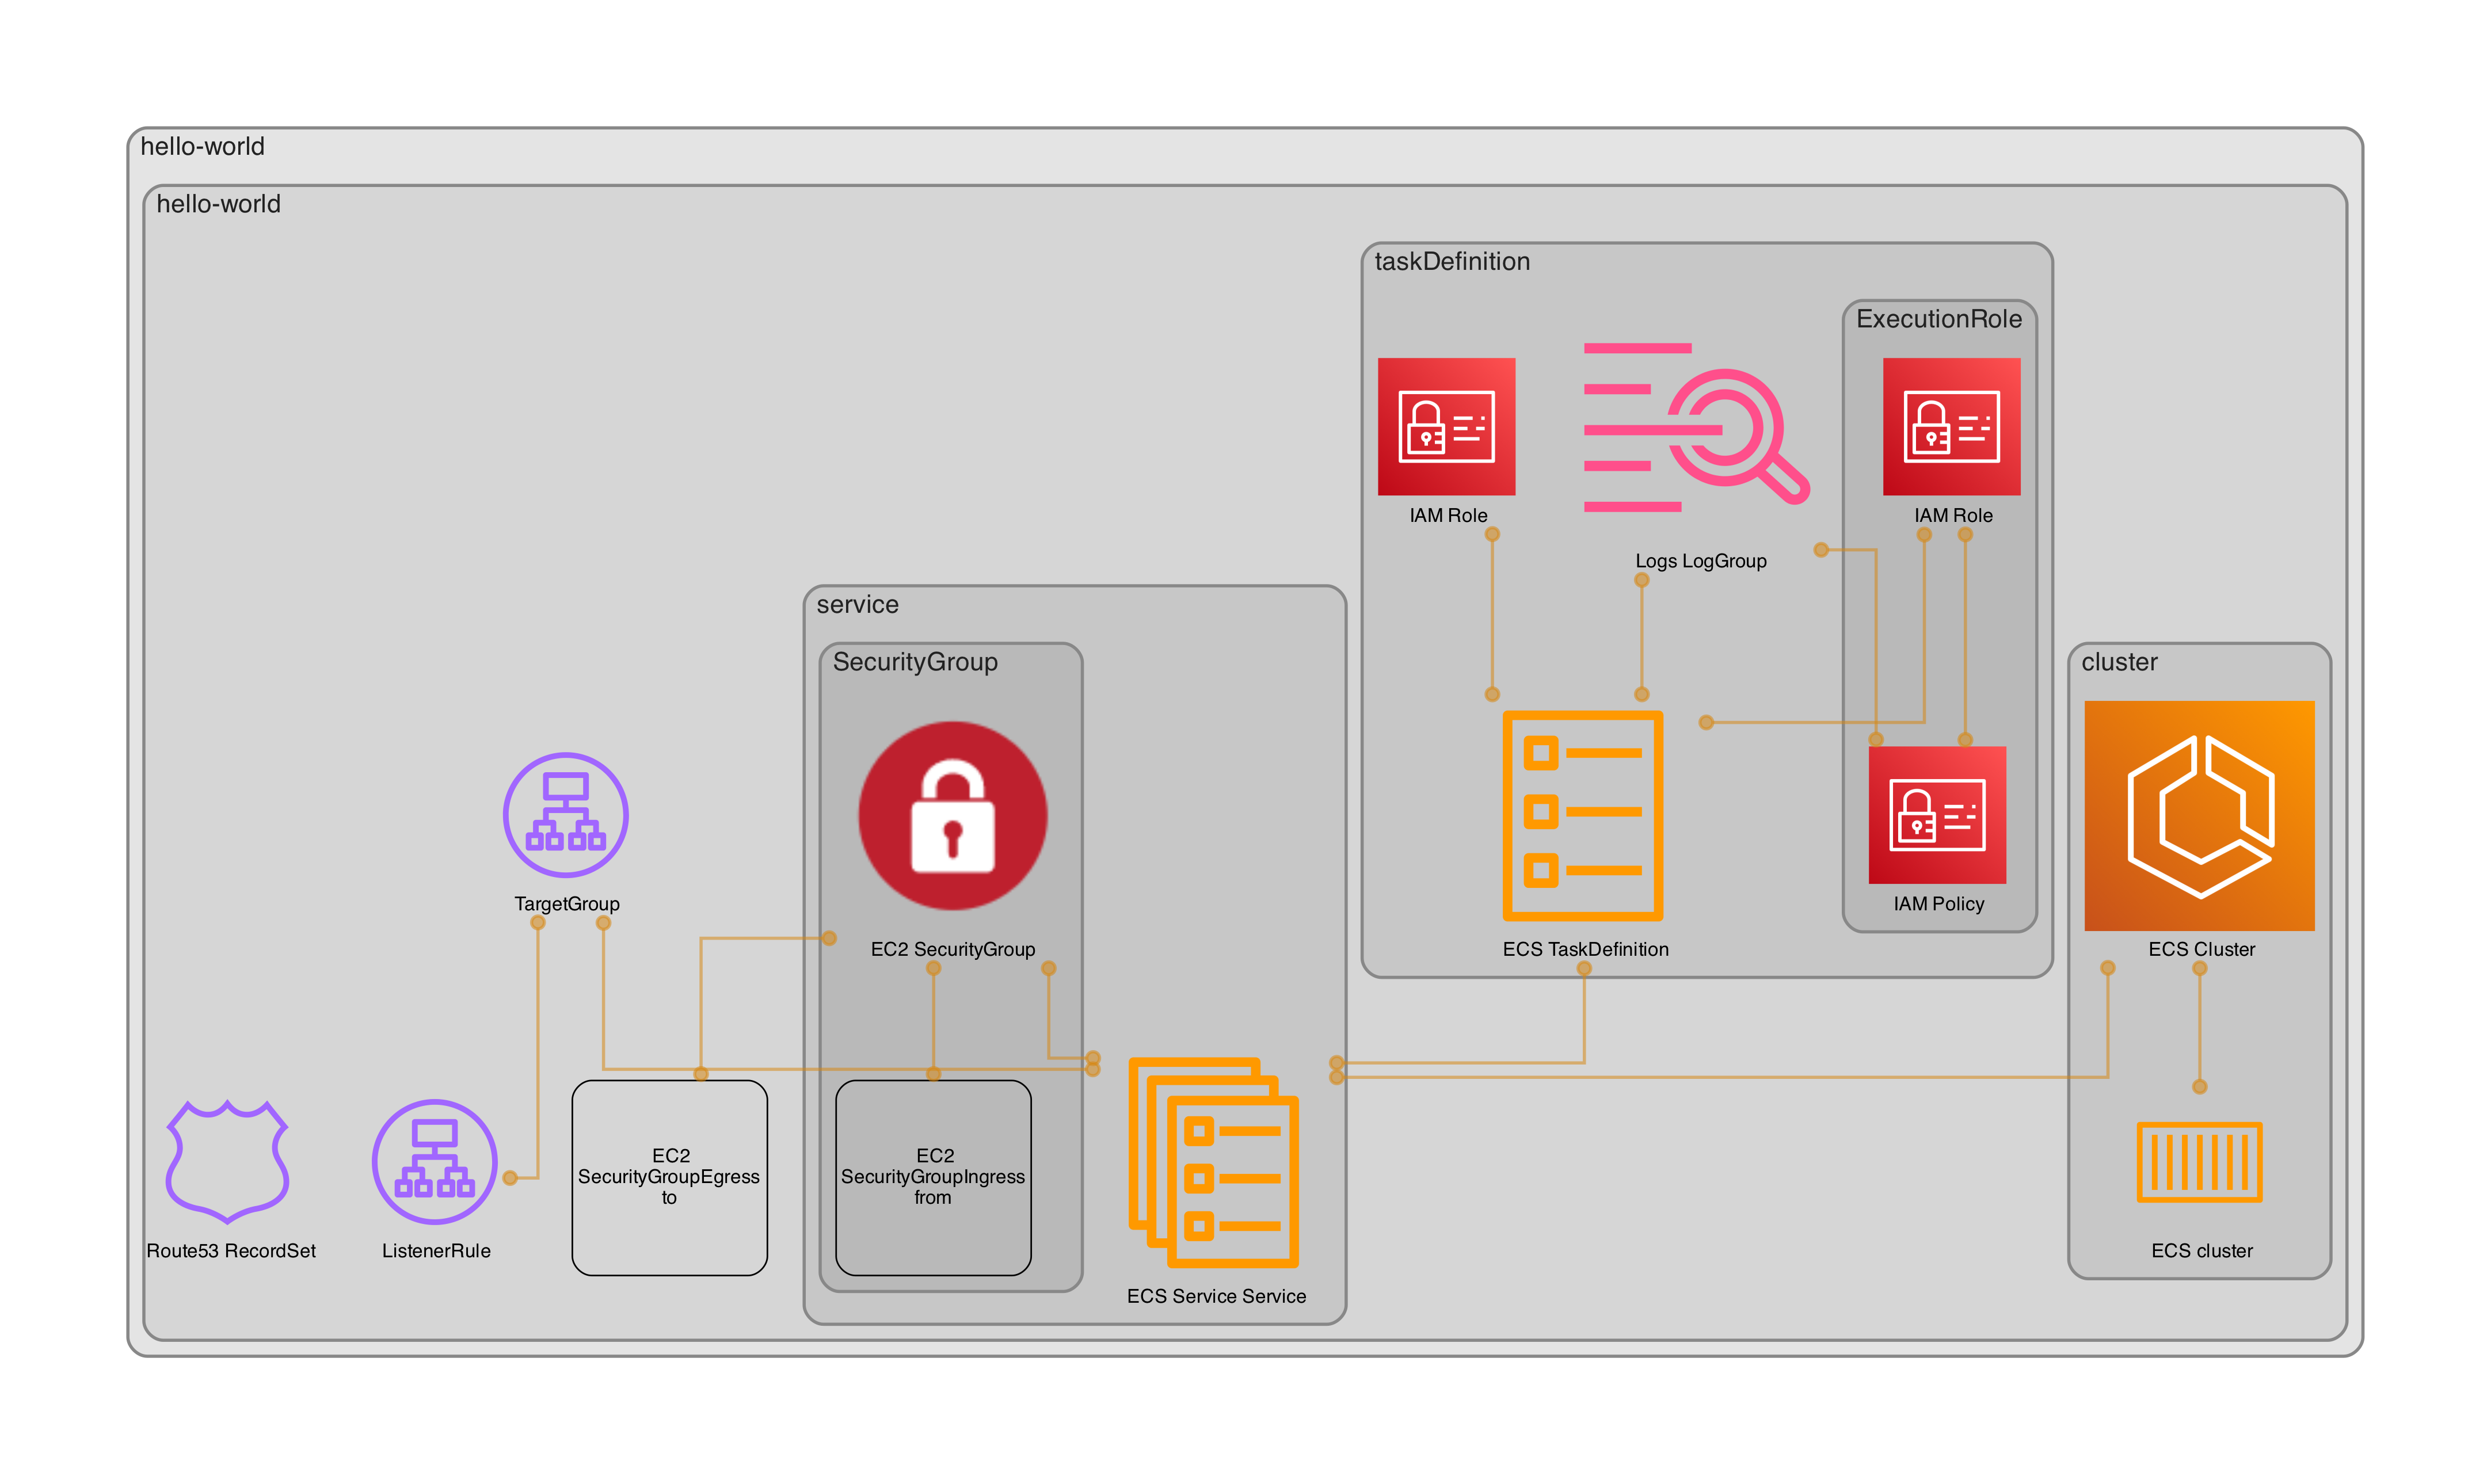 hello-world
hello-world
taskDefinition
ExecutionRole
IAM Role
IAM Role
Logs LogGroup
service
SecurityGroup
cluster
TargetGroup
IAM Policy
EC2 SecurityGroup
ECS TaskDefinition
ECS Cluster
EC2
SecurityGroupEgress
to
EC2
SecurityGroupIngress
from
Route53 RecordSet
ListenerRule
ECS cluster
ECS Service Service